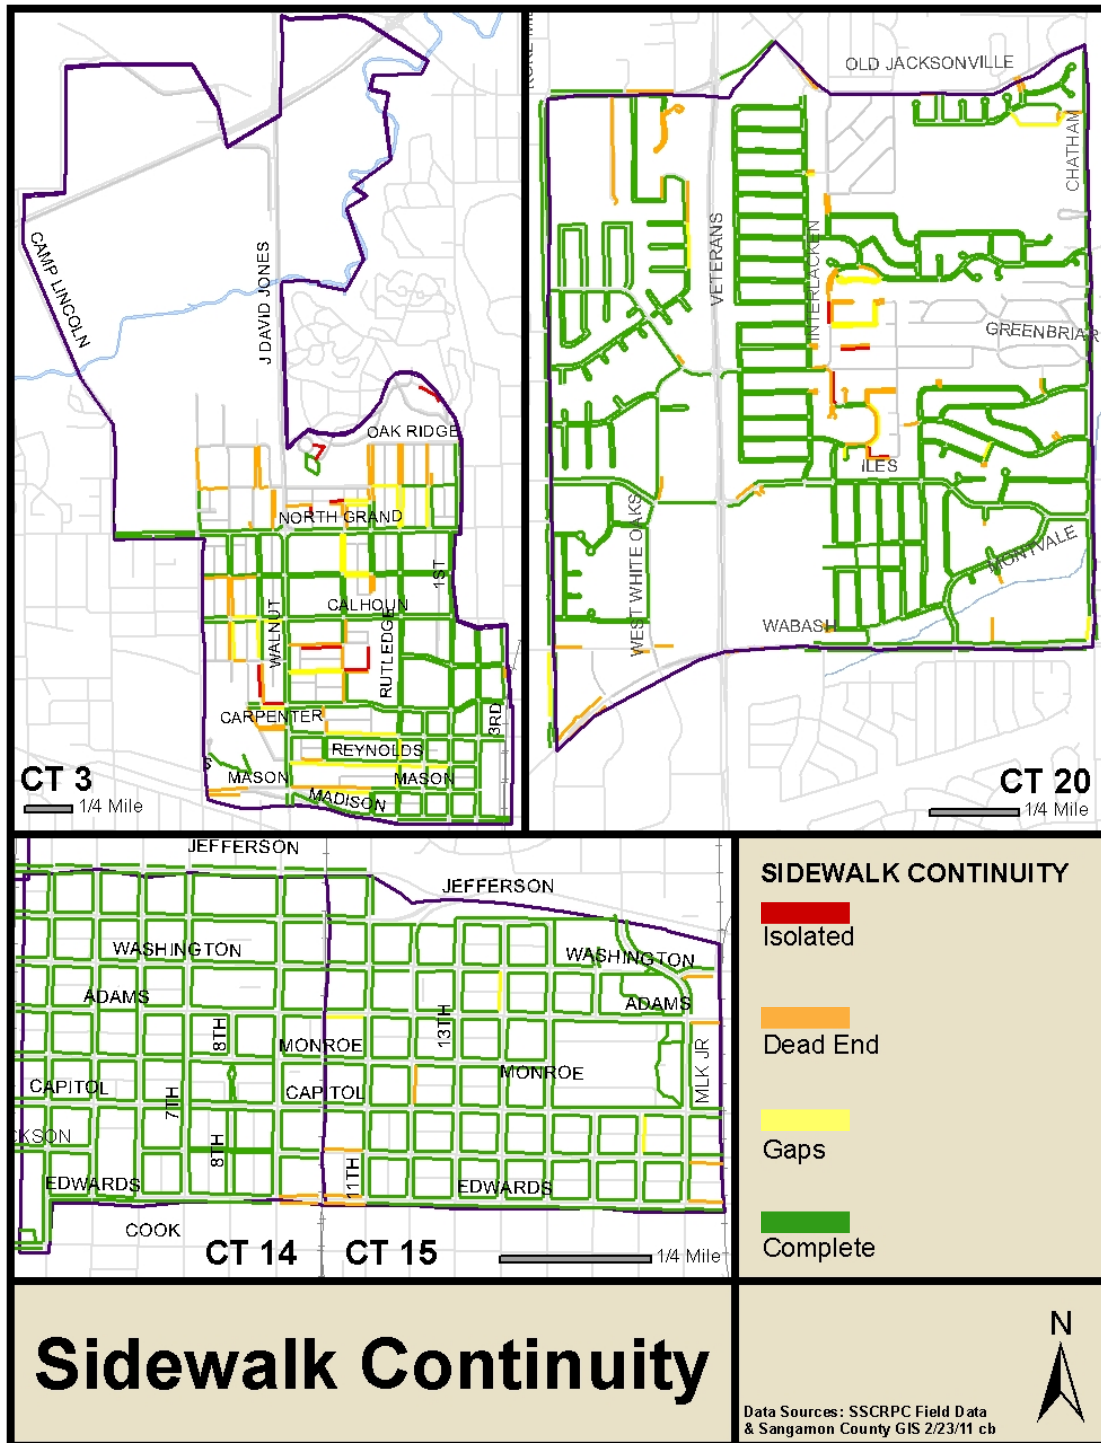 CAMP LINCOLN
J DAVID JONES
OAK RIDGE
NORTH GRAND
1ST
CALHOUN
WALNUT
RUTLEDGE
CARPENTER
3RD
REYNOLDS
MASON
MASON
MADISON
CT 3
1/4 Mile
OLD JACKSONVILLE
CHATHAM
VETERANS
INTERLACKEN
GREENBRIAR
ILES
WEST WHITE OAKS
MONTVALE
WABASH
CT 20
1/4 Mile
JEFFERSON
JEFFERSON
WASHINGTON
WASHINGTON
ADAMS
ADAMS
8TH
13TH
MONROE
MONROE
MLK JR
CAPITOL
CAPITOL
7TH
CKSON
8TH
11TH
EDWARDS
EDWARDS
COOK
CT 14
CT 15
1/4 Mile
SIDEWALK CONTINUITY
Isolated
Dead End
Gaps
Complete
Sidewalk Continuity
N
Data Sources: SSCRPC Field Data
& Sangamon County GIS 2/23/11 cb